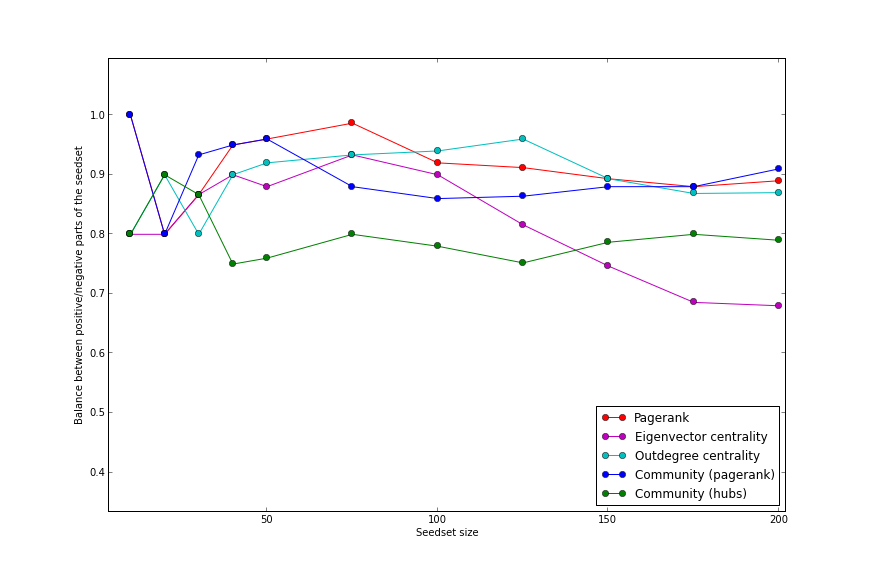 Balance between positive/negative parts of the seedset
1.0
0.9
0.8
0.7
0.6
0.5
0.4
50
100
150
200
Seedset size
Pagerank
Eigenvector centrality
Outdegree centrality
Community (pagerank)
Community (hubs)